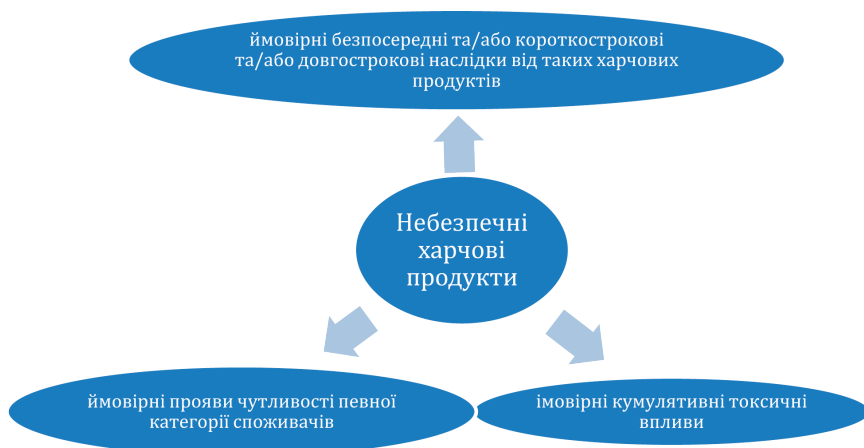 ймовірні безпосередні та/або короткострокові
та/або довгострокові наслідки від таких харчових
продуктів
Небезпечні
харчові
продукти
ймовірні прояви чутливості певної
категорії споживачів
імовірні кумулятивні токсичні
впливи